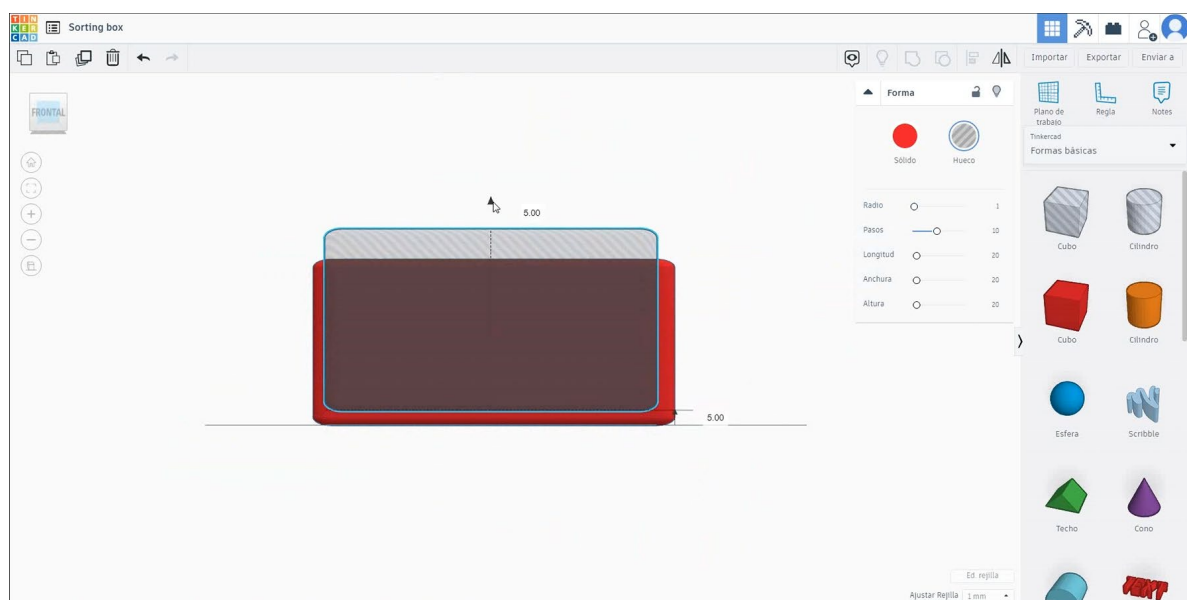 TIN
KER
CAD
Sorting box
Importar
Exportar
Enviar a
FRONTAL
Forma
Sólido
Hueco
Radio
1
Pasos
10
Longitud
20
Anchura
20
Altura
20
5.00
5.00
Plano de
trabajo
Regla
Notes
Tinkercad
Formas básicas
Cubo
Cilindro
Cubo
Cilindro
Esfera
Scribble
Techo
Cono
TEXT
Ed. rejilla
Ajustar Rejilla
1 mm